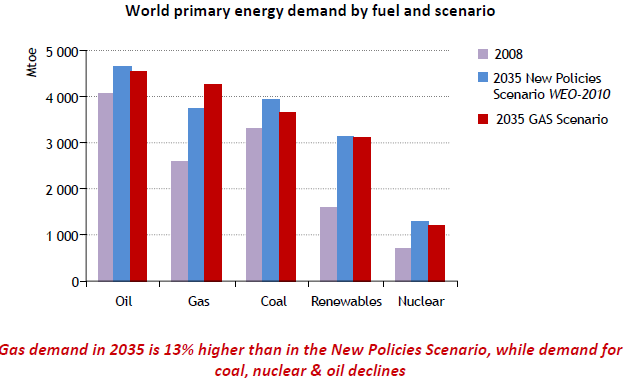 World primary energy demand by fuel and scenario
Mtoe
5 000
4 000
3 000
2 000
1 000
0
Oil
Gas
Coal
Renewables
Nuclear
2008
2035 New Policies
Scenario WEO-2010
2035 GAS Scenario
Gas demand in 2035 is 13% higher than in the New Policies Scenario, while demand for
coal, nuclear & oil declines